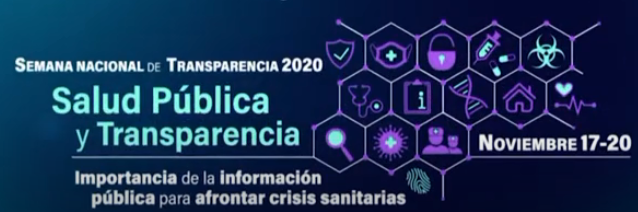 SEMANA NACIONAL DE TRANSPARENCIA 2020
Salud Pública
y Transparencia
NOVIEMBRE 17-20
Importancia de la información
pública para afrontar crisis sanitarias